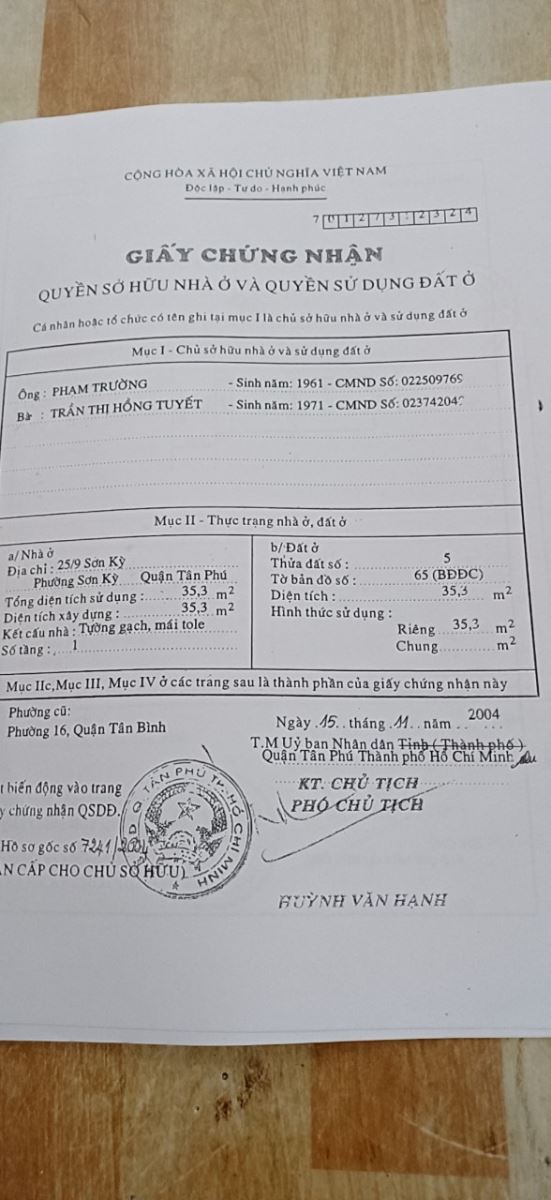 CỘNG HÒA XÃ HỘI CHỦ NGHĨA VIỆT NAM
Độc lập - Tự do - Hạnh phúc
7 0 1 2 7 3 : 2 3 2 4
GIẤY CHỨNG NHẬN
QUYỀN SỞ HỮU NHÀ Ở VÀ QUYỀN SỬ DỤNG ĐẤT Ở
Cá nhân hoặc tổ chức có tên ghi tại mục I là chủ sở hữu nhà ở và sử dụng đất ở
Mục I - Chủ sở hữu nhà ở và sử dụng đất ở
Ông : PHẠM TRƯỜNG - Sinh năm: 1961 - CMND Số: 022509769
Bà : TRẦN THỊ HỒNG TUYẾT - Sinh năm: 1971 - CMND Số: 02374204
Mục II - Thực trạng nhà ở, đất ở
a/ Nhà ở
Địa chỉ : 25/9 Sơn Kỳ
Phường Sơn Kỳ Quận Tân Phú
Tổng diện tích sử dụng : 35,3 m²
Diện tích xây dựng : 35,3 m²
Kết cấu nhà : Tường gạch, mái tole
Số tầng : 1
b/ Đất ở
Thửa đất số : 5
Tờ bản đồ số : 65 (BĐĐC)
Diện tích : 35,3 m²
Hình thức sử dụng :
Riêng 35,3 m²
Chung m²
Mục IIc, Mục III, Mục IV ở các trang sau là thành phần của giấy chứng nhận này
Phường cũ:
Phường 16, Quận Tân Bình
Ngày 15 tháng 11 năm 2004
T.M Uỷ ban Nhân dân Tỉnh ( Thành phố )
Quận Tân Phú Thành phố Hồ Chí Minh
KT. CHỦ TỊCH
PHÓ CHỦ TỊCH
t biến động vào trang
y chứng nhận QSDĐ.
Hồ sơ gốc số 7241/2004
N CẤP CHO CHỦ SỞ HỮU)
Q TÂN PHÚ T.P HỒ CHÍ MINH
HUỲNH VĂN HẠNH